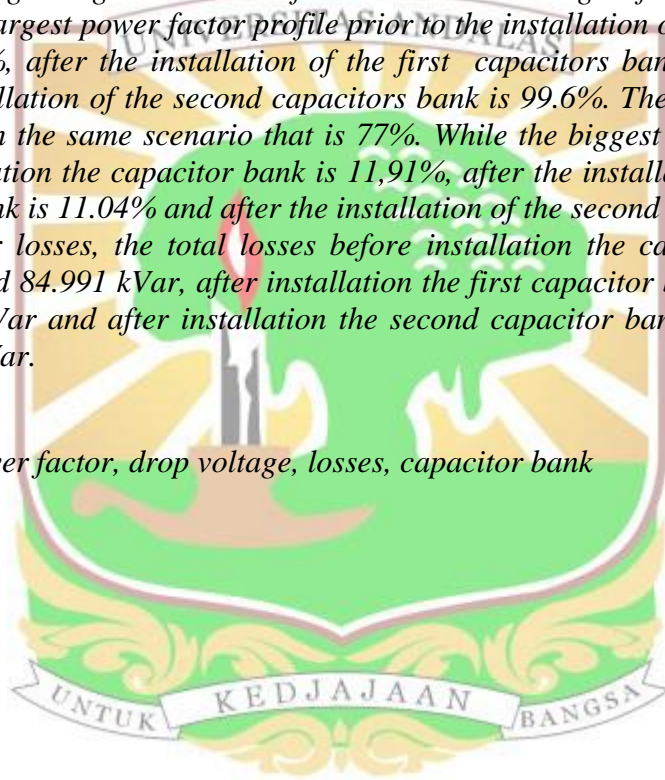 largest power factor profile prior to the installation o
%, after the installation of the first capacitors ban
llation of the second capacitors bank is 99.6%. The
n the same scenario that is 77%. While the biggest
tion the capacitor bank is 11,91%, after the installe
nk is 11.04% and after the installation of the second
r losses, the total losses before installation the ca
d 84.991 kVar, after installation the first capacitor b
Var and after installation the second capacitor ban
Var.
er factor, drop voltage, losses, capacitor bank
UNIVERSITAS ANDALAS
UNTUK KEDJAJAAN BANGSA